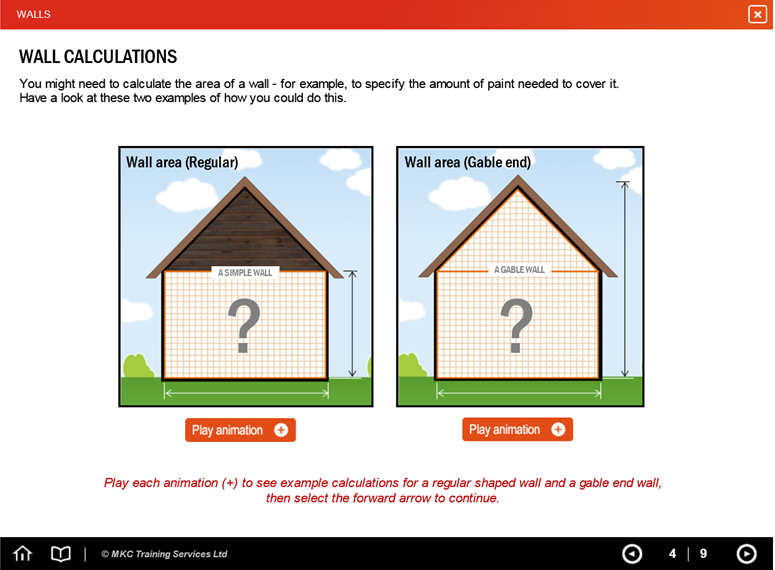 WALLS
WALL CALCULATIONS
You might need to calculate the area of a wall - for example, to specify the amount of paint needed to cover it.
Have a look at these two examples of how you could do this.
Wall area (Regular)
A SIMPLE WALL
?
Play animation
Wall area (Gable end)
A GABLE WALL
?
Play animation
Play each animation (+) to see example calculations for a regular shaped wall and a gable end wall,
then select the forward arrow to continue.
© MKC Training Services Ltd
4 | 9